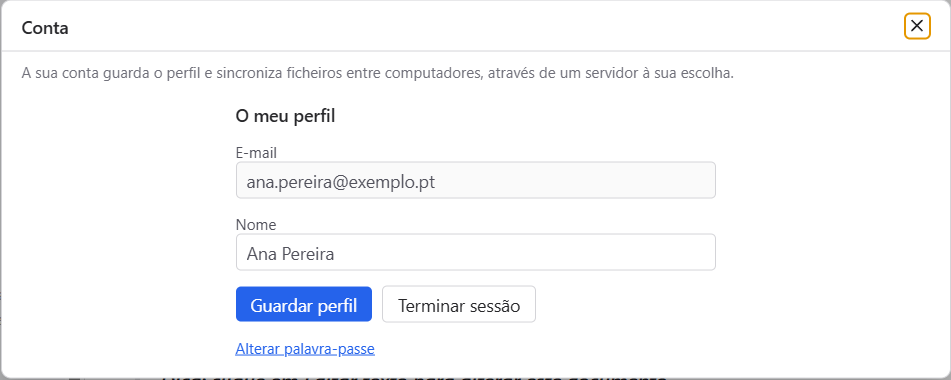 Conta
A sua conta guarda o perfil e sincroniza ficheiros entre computadores, através de um servidor à sua escolha.
O meu perfil
E-mail
ana.pereira@exemplo.pt
Nome
Ana Pereira
Guardar perfil
Terminar sessão
Alterar palavra-passe